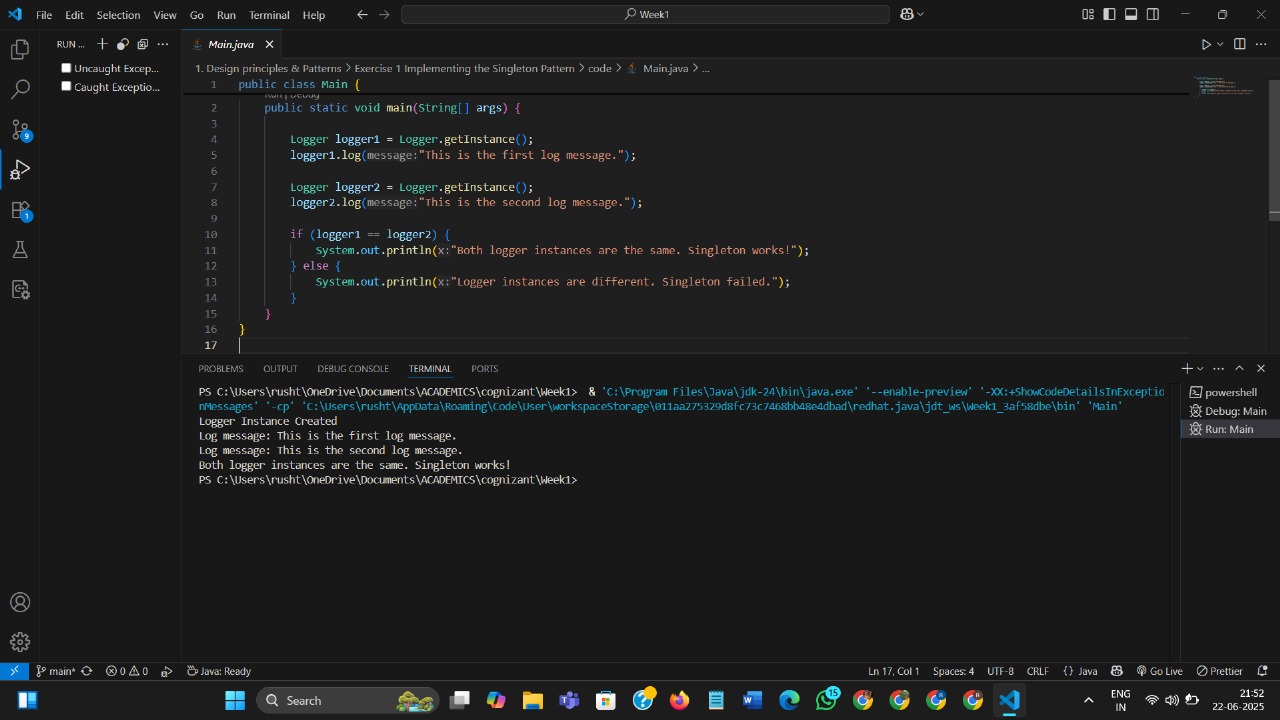 File Edit Selection View Go Run Terminal Help
Week1
RUN ...
Main.java
Uncaught Excep...
Caught Exceptio...
1. Design principles & Patterns > Exercise 1 Implementing the Singleton Pattern > code > Main.java > ...
1 public class Main {
Run | Debug
2 public static void main(String[] args) {
3
4 Logger logger1 = Logger.getInstance();
5 logger1.log(message:"This is the first log message.");
6
7 Logger logger2 = Logger.getInstance();
8 logger2.log(message:"This is the second log message.");
9
10 if (logger1 == logger2) {
11 System.out.println(x:"Both logger instances are the same. Singleton works!");
12 } else {
13 System.out.println(x:"Logger instances are different. Singleton failed.");
14 }
15 }
16 }
17
PROBLEMS OUTPUT DEBUG CONSOLE TERMINAL PORTS
PS C:\Users\rusht\OneDrive\Documents\ACADEMICS\cognizant\Week1> & 'C:\Program Files\Java\jdk-24\bin\java.exe' '--enable-preview' '-XX:+ShowCodeDetailsInExceptio
nMessages' '-cp' 'C:\Users\rusht\AppData\Roaming\Code\User\workspaceStorage\011aa275329d8fc73c7468bb48e4dbad\redhat.java\jdt_ws\Week1_3af58dbe\bin' 'Main'
Logger Instance Created
Log message: This is the first log message.
Log message: This is the second log message.
Both logger instances are the same. Singleton works!
PS C:\Users\rusht\OneDrive\Documents\ACADEMICS\cognizant\Week1>
powershell
Debug: Main
Run: Main
9
1
main* 0 0 Java: Ready Ln 17, Col 1 Spaces: 4 UTF-8 CRLF {} Java Go Live Prettier
Search
15
ENG
IN
21:52
22-06-2025